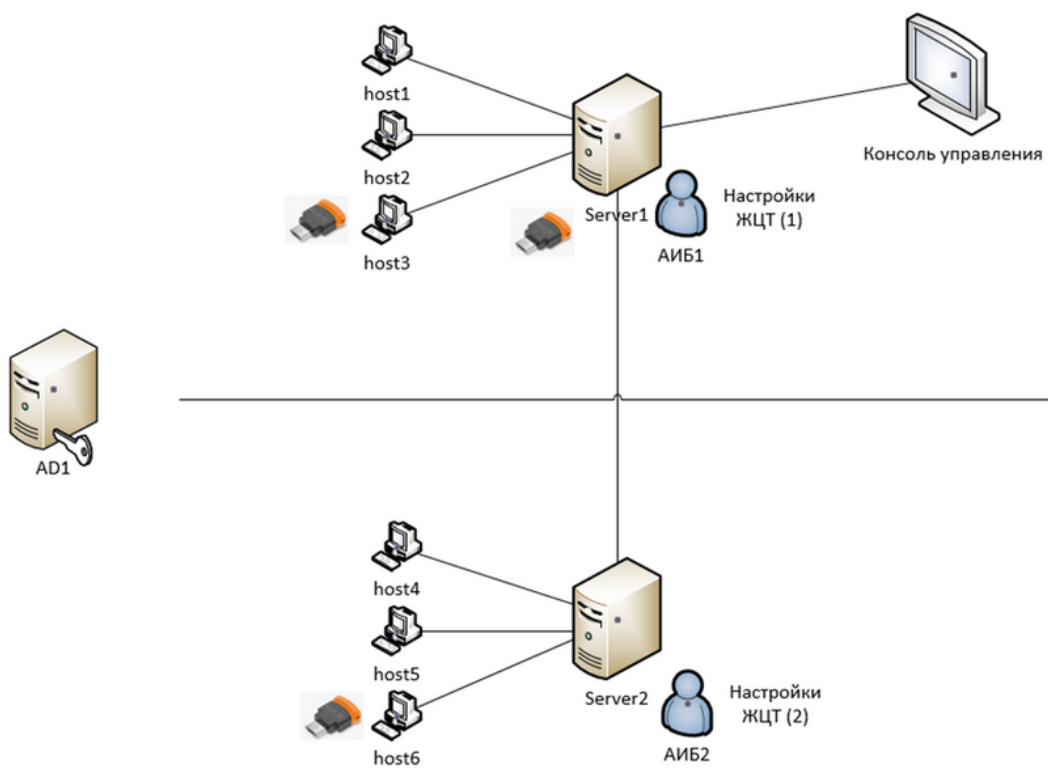 host1
host2
host3
Server1
АИБ1
Настройки
ЖЦТ (1)
Консоль управления
AD1
host4
host5
host6
Server2
АИБ2
Настройки
ЖЦТ (2)